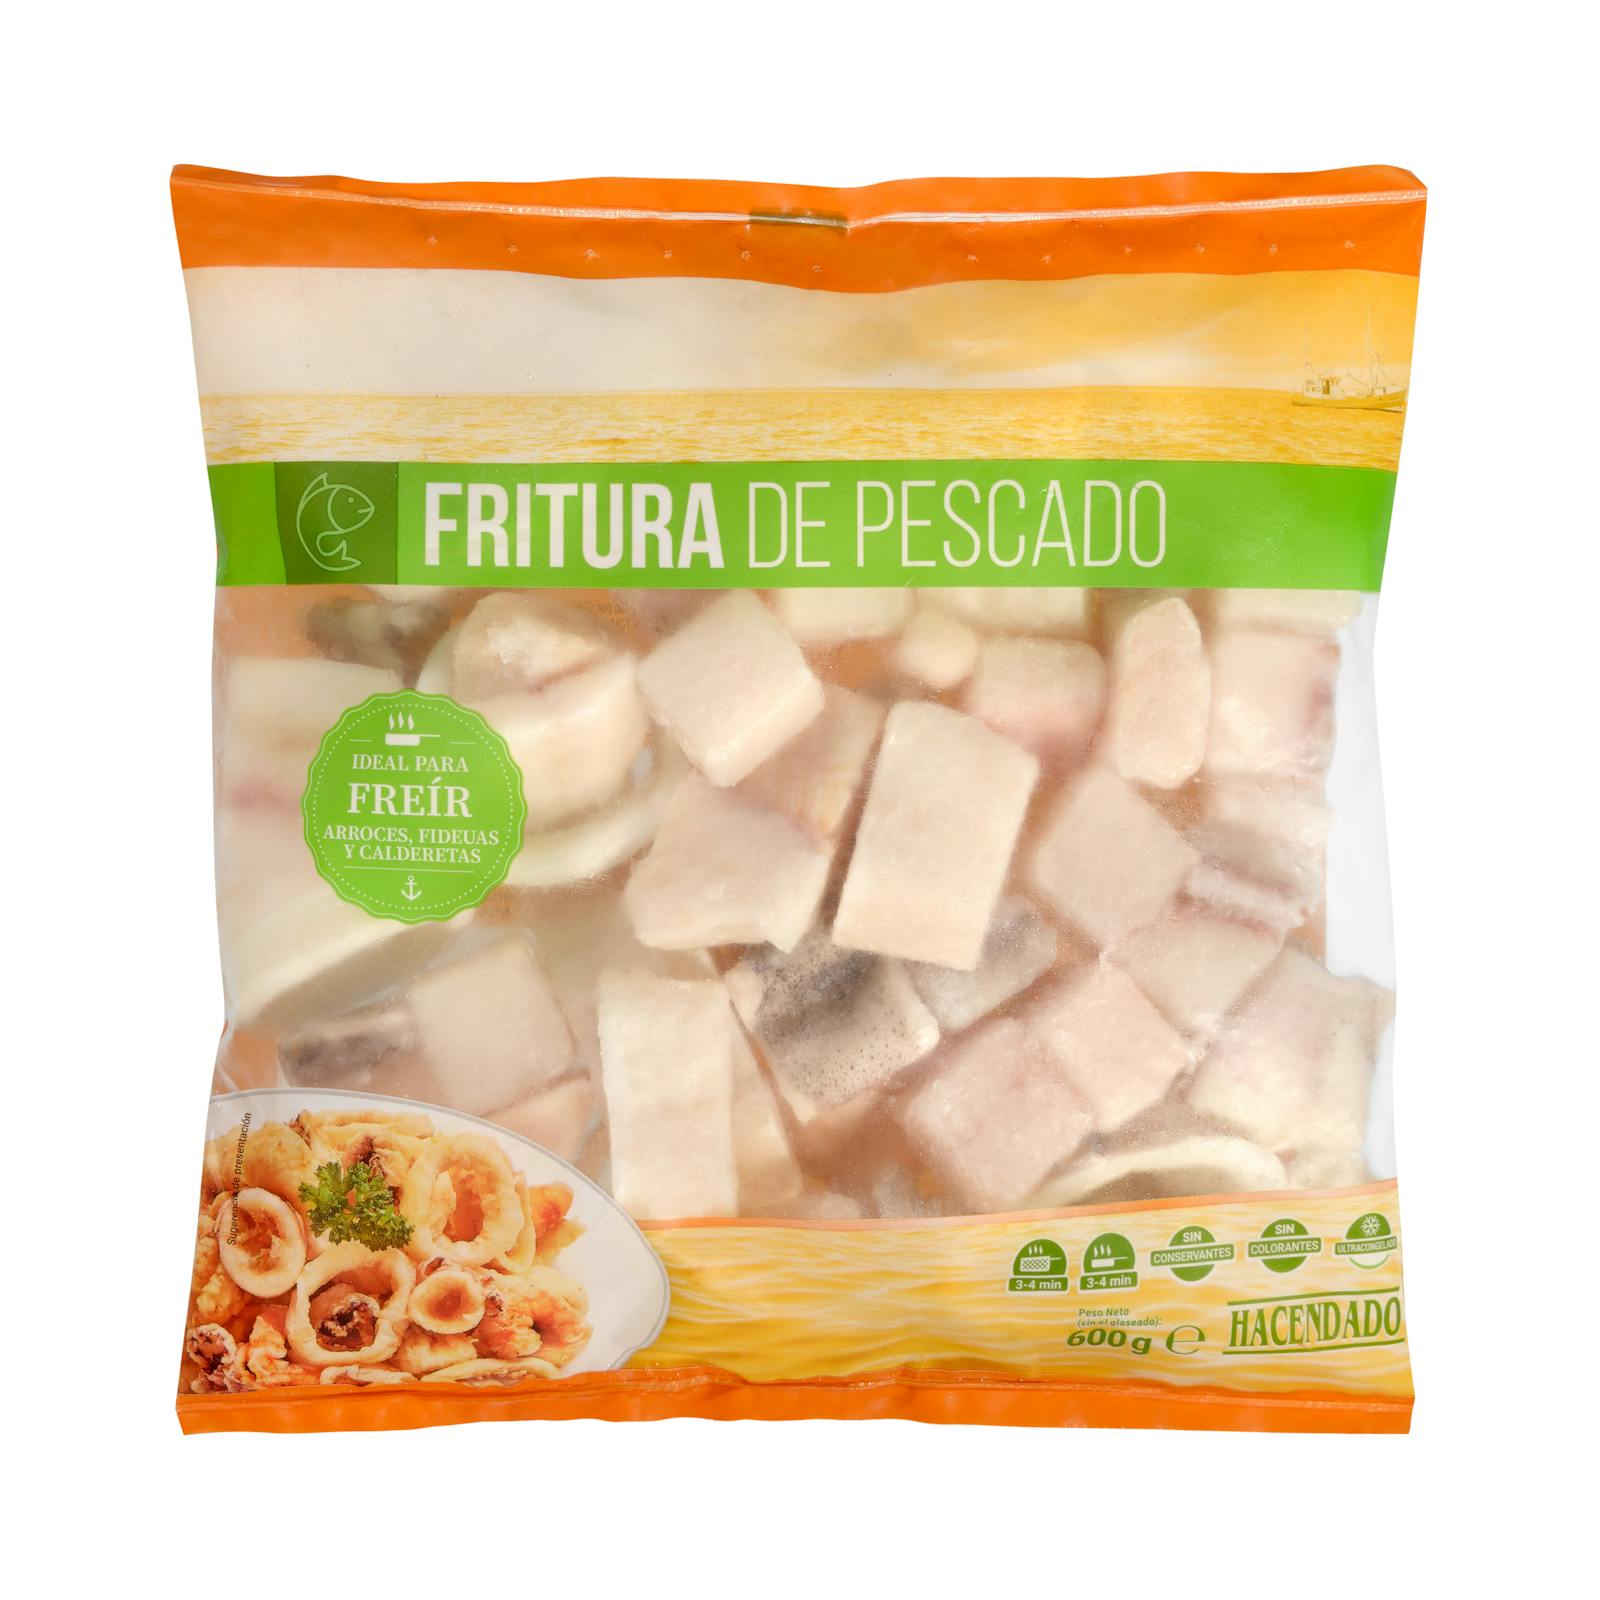 FRITURA DE PESCADO
IDEAL PARA
FREÍR
ARROCES, FIDEUAS
Y CALDERETAS
Sugerencia de presentación
3-4 min
3-4 min
SIN
CONSERVANTES
SIN
COLORANTES
ULTRACONGELADO
Peso Neto
(sin el glaseado):
600 g e
HACENDADO